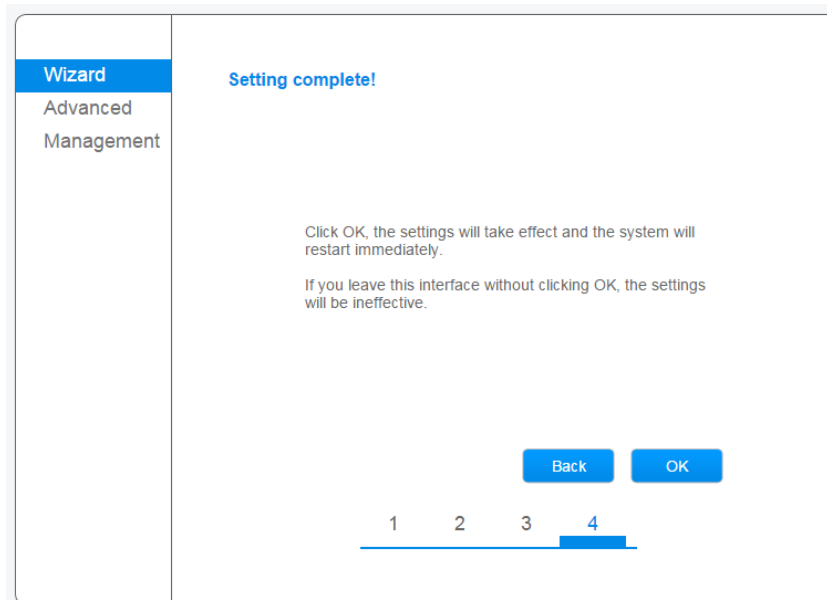 Wizard
Advanced
Management
Setting complete!
Click OK, the settings will take effect and the system will
restart immediately.
If you leave this interface without clicking OK, the settings
will be ineffective.
Back OK
1 2 3 4